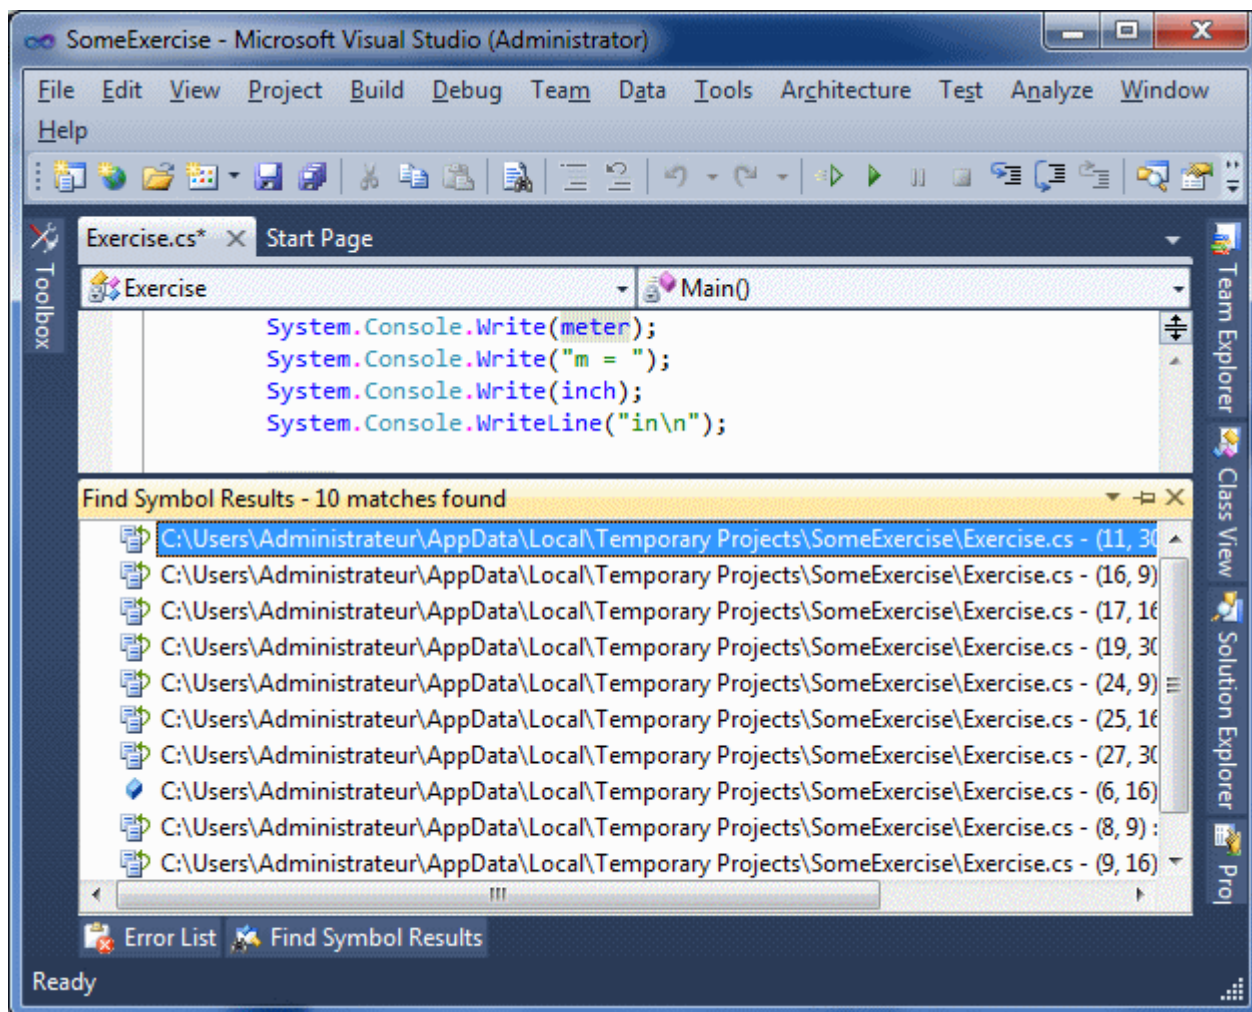 SomeExercise - Microsoft Visual Studio (Administrator)
File Edit View Project Build Debug Team Data Tools Architecture Test Analyze Window
Help
Toolbox
Exercise.cs* Start Page
Exercise Main()
System.Console.Write(meter);
System.Console.Write("m = ");
System.Console.Write(inch);
System.Console.WriteLine("in\n");
Find Symbol Results - 10 matches found
C:\Users\Administrateur\AppData\Local\Temporary Projects\SomeExercise\Exercise.cs - (11, 30
C:\Users\Administrateur\AppData\Local\Temporary Projects\SomeExercise\Exercise.cs - (16, 9)
C:\Users\Administrateur\AppData\Local\Temporary Projects\SomeExercise\Exercise.cs - (17, 16
C:\Users\Administrateur\AppData\Local\Temporary Projects\SomeExercise\Exercise.cs - (19, 30
C:\Users\Administrateur\AppData\Local\Temporary Projects\SomeExercise\Exercise.cs - (24, 9)
C:\Users\Administrateur\AppData\Local\Temporary Projects\SomeExercise\Exercise.cs - (25, 16
C:\Users\Administrateur\AppData\Local\Temporary Projects\SomeExercise\Exercise.cs - (27, 30
C:\Users\Administrateur\AppData\Local\Temporary Projects\SomeExercise\Exercise.cs - (6, 16)
C:\Users\Administrateur\AppData\Local\Temporary Projects\SomeExercise\Exercise.cs - (8, 9) :
C:\Users\Administrateur\AppData\Local\Temporary Projects\SomeExercise\Exercise.cs - (9, 16)
Error List Find Symbol Results
Team Explorer
Class View
Solution Explorer
Proj
Ready